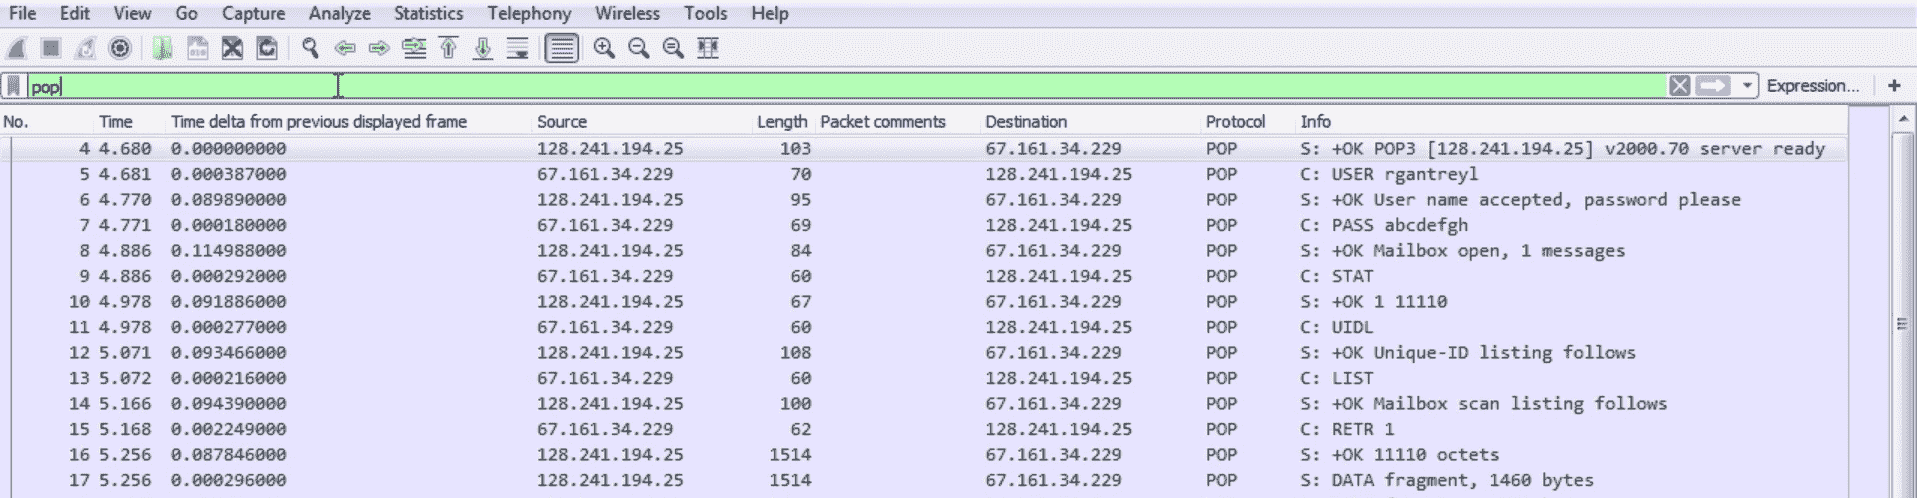 File Edit View Go Capture Analyze Statistics Telephony Wireless Tools Help
pop Expression... +
No. Time Time delta from previous displayed frame Source Length Packet comments Destination Protocol Info
4 4.680 0.000000000 128.241.194.25 103 67.161.34.229 POP S: +OK POP3 [128.241.194.25] v2000.70 server ready
5 4.681 0.000387000 67.161.34.229 70 128.241.194.25 POP C: USER rgantreyl
6 4.770 0.089890000 128.241.194.25 95 67.161.34.229 POP S: +OK User name accepted, password please
7 4.771 0.000180000 67.161.34.229 69 128.241.194.25 POP C: PASS abcdefgh
8 4.886 0.114988000 128.241.194.25 84 67.161.34.229 POP S: +OK Mailbox open, 1 messages
9 4.886 0.000292000 67.161.34.229 60 128.241.194.25 POP C: STAT
10 4.978 0.091886000 128.241.194.25 67 67.161.34.229 POP S: +OK 1 11110
11 4.978 0.000277000 67.161.34.229 60 128.241.194.25 POP C: UIDL
12 5.071 0.093466000 128.241.194.25 108 67.161.34.229 POP S: +OK Unique-ID listing follows
13 5.072 0.000216000 67.161.34.229 60 128.241.194.25 POP C: LIST
14 5.166 0.094390000 128.241.194.25 100 67.161.34.229 POP S: +OK Mailbox scan listing follows
15 5.168 0.002249000 67.161.34.229 62 128.241.194.25 POP C: RETR 1
16 5.256 0.087846000 128.241.194.25 1514 67.161.34.229 POP S: +OK 11110 octets
17 5.256 0.000296000 128.241.194.25 1514 67.161.34.229 POP S: DATA fragment, 1460 bytes